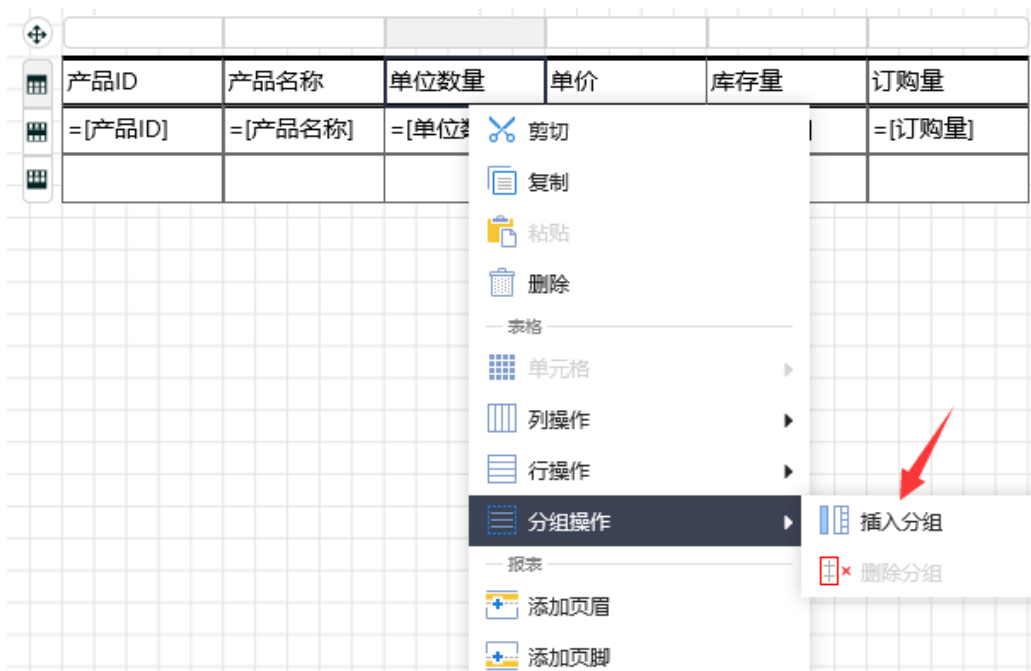 产品ID 产品名称 单位数量 单价 库存量 订购量
=[产品ID] =[产品名称] =[单位数 ] =[订购量]
剪切
复制
粘贴
删除
表格
单元格
列操作
行操作
分组操作 插入分组
删除分组
报表
添加页眉
添加页脚